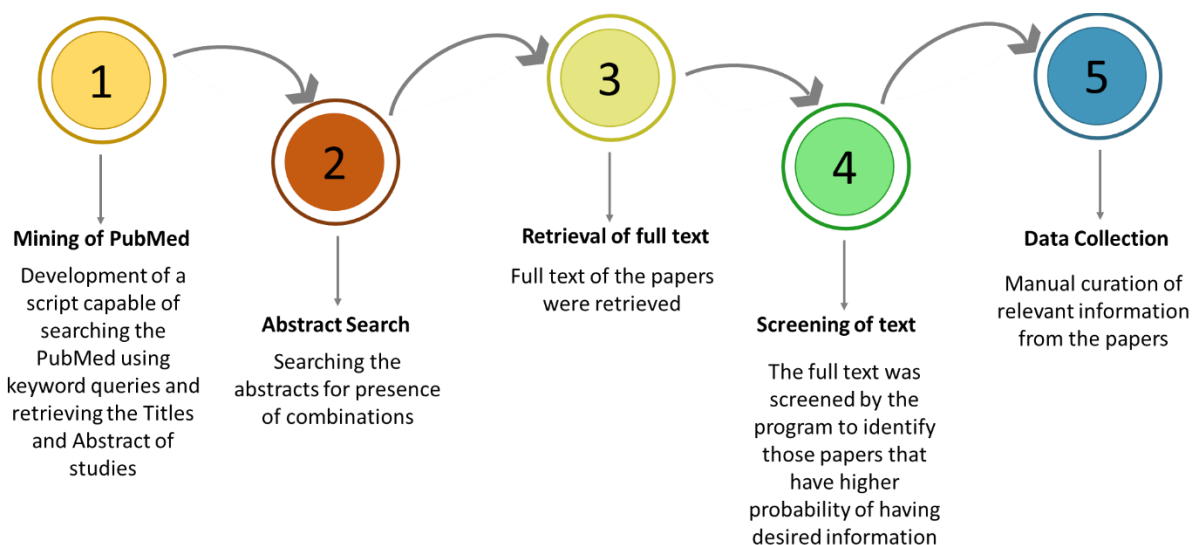 1
Mining of PubMed
Development of a
script capable of
searching the
PubMed using
keyword queries and
retrieving the Titles
and Abstract of
studies
2
Abstract Search
Searching the
abstracts for presence
of combinations
3
Retrieval of full text
Full text of the papers
were retrieved
4
Screening of text
The full text was
screened by the
program to identify
those papers that
have higher
probability of having
desired information
5
Data Collection
Manual curation of
relevant information
from the papers